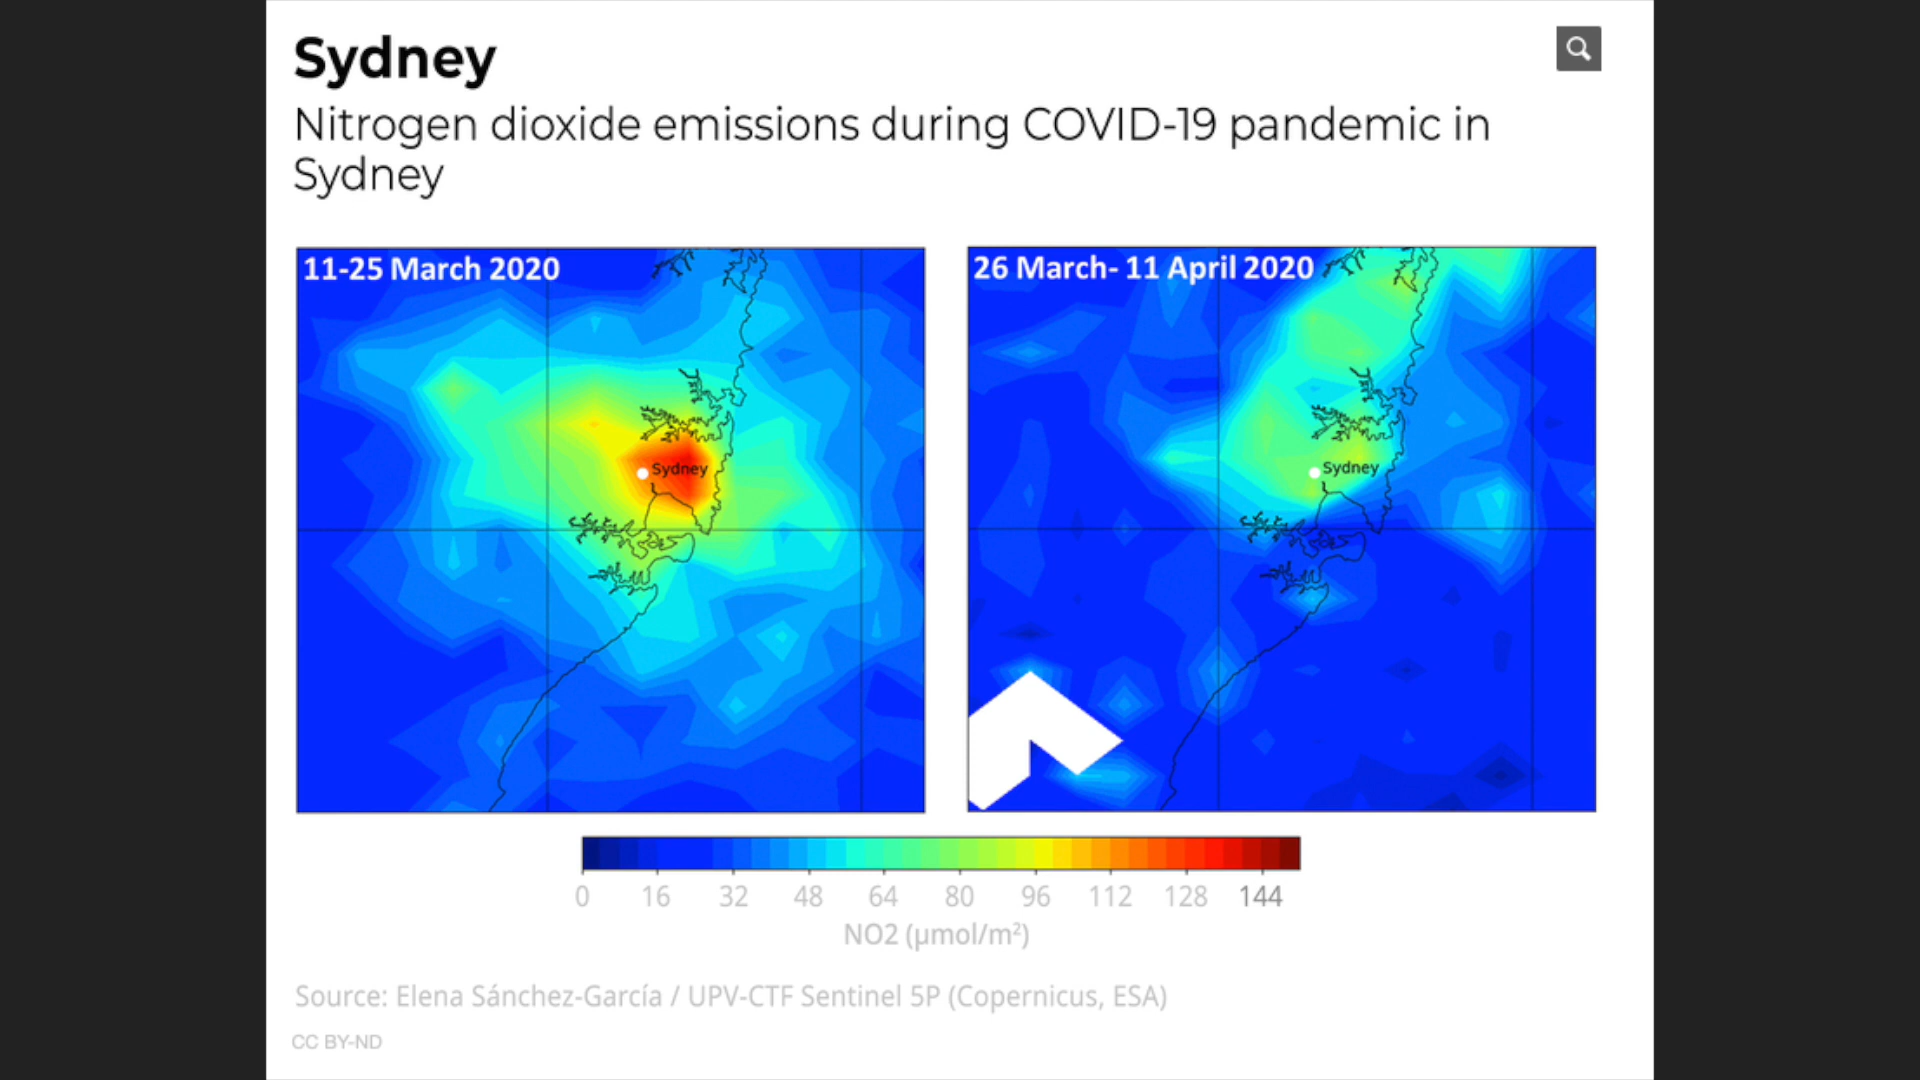 Sydney
Nitrogen dioxide emissions during COVID-19 pandemic in
Sydney
11-25 March 2020
26 March- 11 April 2020
Sydney
Sydney
0 16 32 48 64 80 96 112 128 144
NO2 (µmol/m²)
Source: Elena Sánchez-García / UPV-CTF Sentinel 5P (Copernicus, ESA)
CC BY-ND